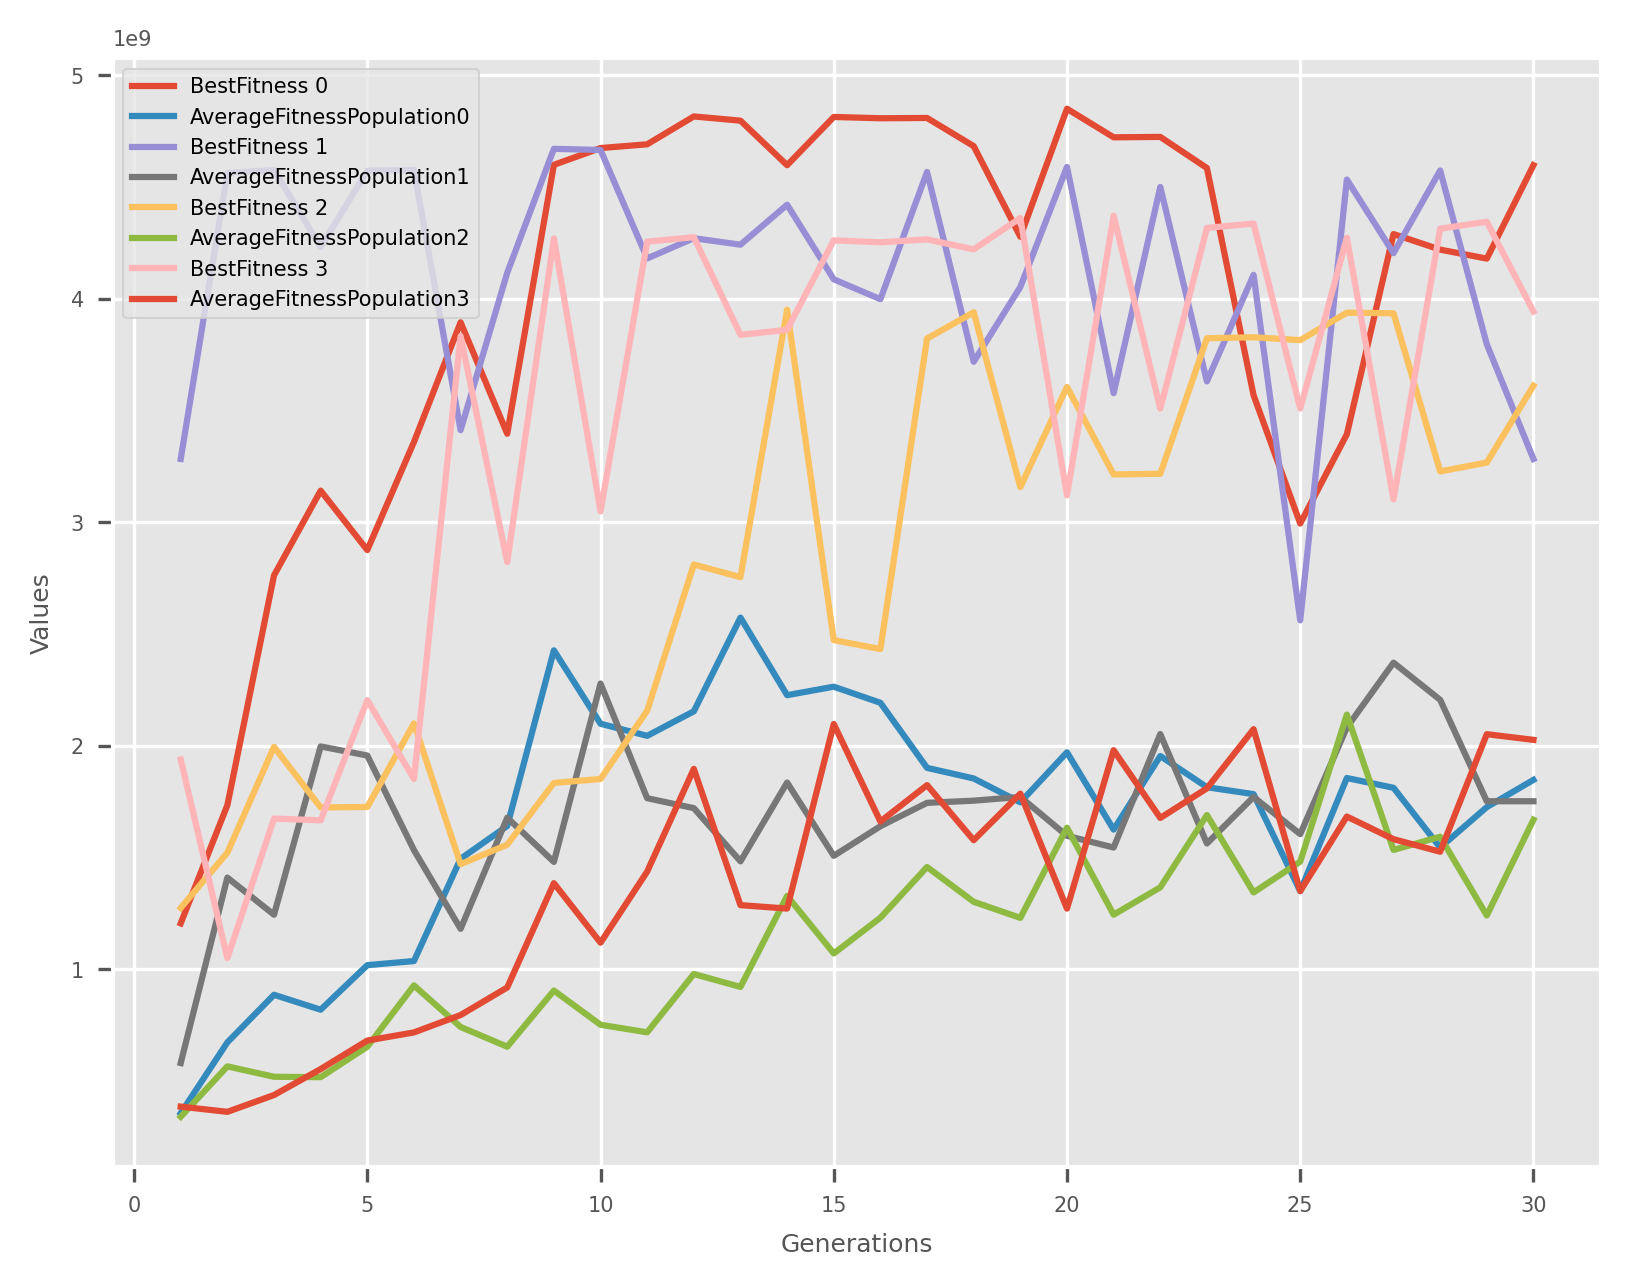 1e9
5
4
3
2
1
BestFitness 0
AverageFitnessPopulation0
BestFitness 1
AverageFitnessPopulation1
BestFitness 2
AverageFitnessPopulation2
BestFitness 3
AverageFitnessPopulation3
Values
0 5 10 15 20 25 30
Generations